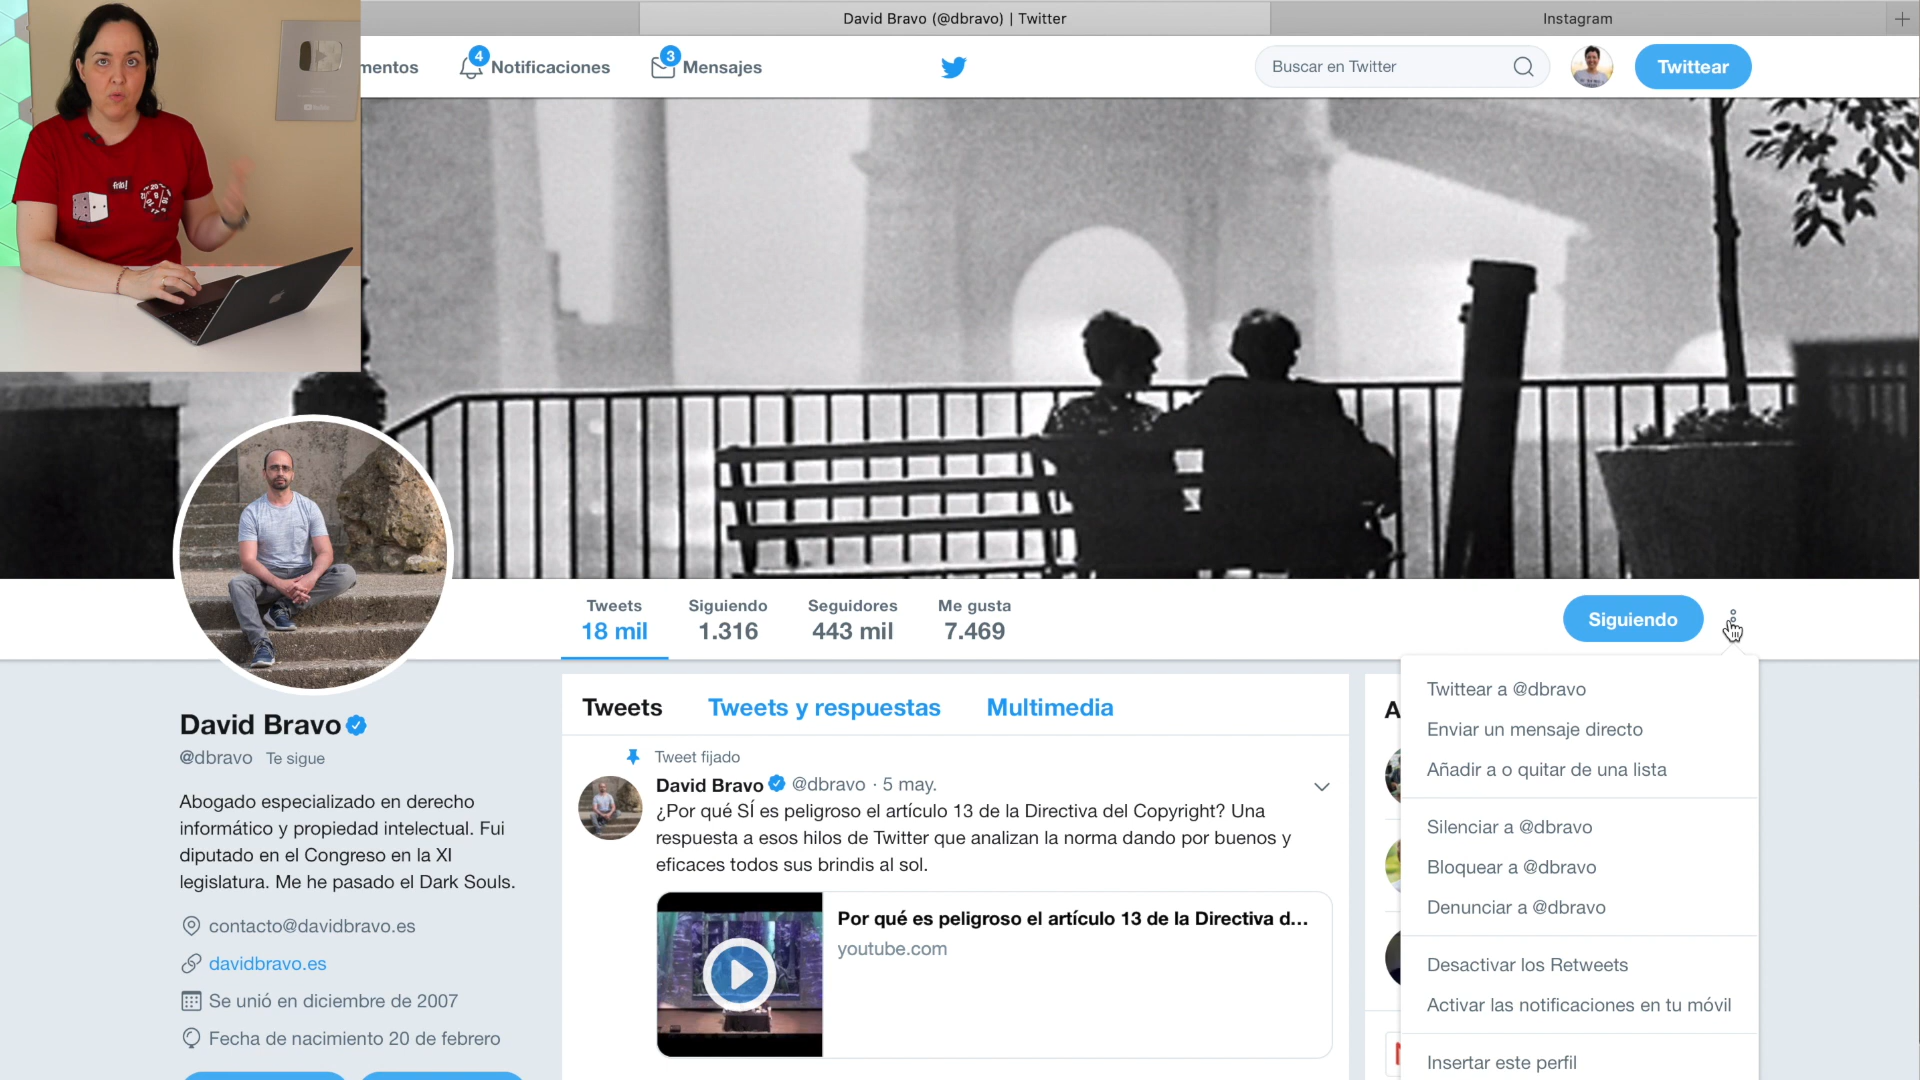 David Bravo (@dbravo) | Twitter
Instagram
mentos
4
Notificaciones
3
Mensajes
Buscar en Twitter
Twittear
Tweets
18 mil
Siguiendo
1.316
Seguidores
443 mil
Me gusta
7.469
Siguiendo
Twittear a @dbravo
Enviar un mensaje directo
Añadir a o quitar de una lista
Silenciar a @dbravo
Bloquear a @dbravo
Denunciar a @dbravo
Desactivar los Retweets
Activar las notificaciones en tu móvil
Insertar este perfil
David Bravo
@dbravo Te sigue
Abogado especializado en derecho
informático y propiedad intelectual. Fui
diputado en el Congreso en la XI
legislatura. Me he pasado el Dark Souls.
contacto@davidbravo.es
davidbravo.es
Se unió en diciembre de 2007
Fecha de nacimiento 20 de febrero
Tweets
Tweets y respuestas
Multimedia
Tweet fijado
David Bravo @dbravo · 5 may.
¿Por qué SÍ es peligroso el artículo 13 de la Directiva del Copyright? Una
respuesta a esos hilos de Twitter que analizan la norma dando por buenos y
eficaces todos sus brindis al sol.
Por qué es peligroso el artículo 13 de la Directiva d...
youtube.com
A